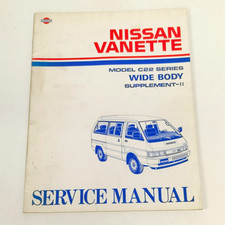 NISSAN
VANETTE
MODEL C22 SERIES
WIDE BODY
SUPPLEMENT-II
SERVICE MANUAL